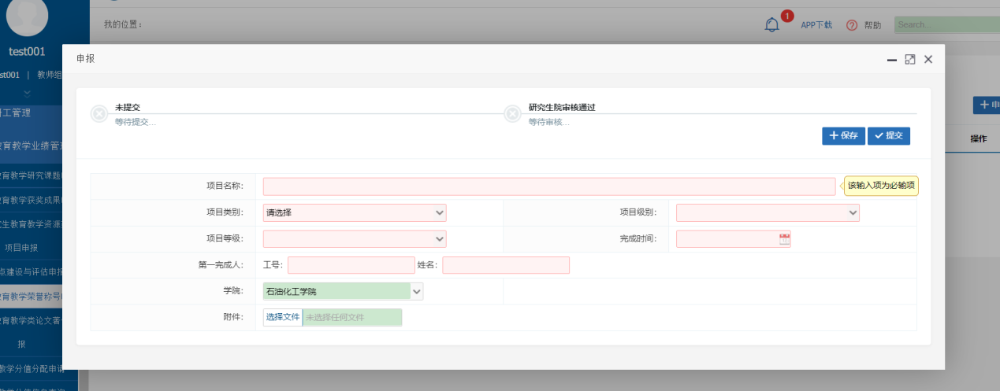 我的位置：
1
APP下载
帮助
Search...
test001
st001 | 教师组
工管理
育教学业绩管
育教学研究课题
育教学获奖成果
生教育教学资源
项目申报
点建设与评估申报
育教学荣誉称号
育教学类论文著
报
教学分值分配申请
申报
未提交
等待提交...
研究生院审核通过
等待审核...
保存
提交
项目名称：
该输入项为必输项
项目类别：
请选择
项目级别：
项目等级：
完成时间：
第一完成人：
工号：
姓名：
学院：
石油化工学院
附件：
选择文件
未选择任何文件
申
操作